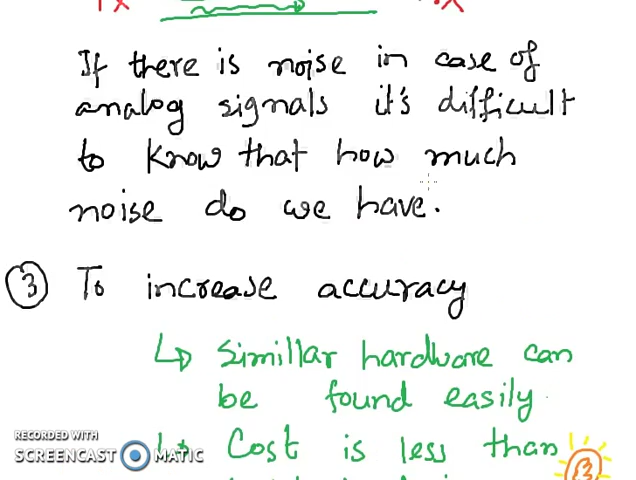 Tx Rx
If there is noise in case of
analog signals it's difficult
to know that how much
noise do we have.
3 To increase accuracy
↳ Simillar hardware can
be found easily
↳ Cost is less than
RECORDED WITH
SCREENCAST MATIC